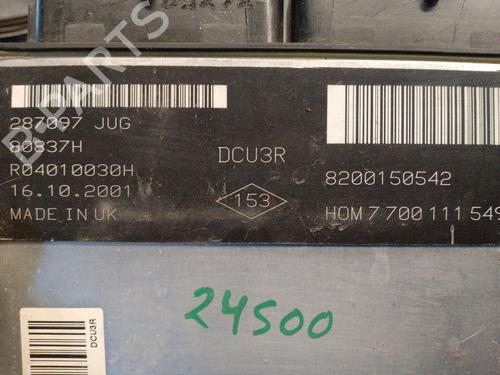 B-PARTS
287097 JUG
80837H
R04010030H
16.10.2001
MADE IN UK
DCU3R
153
8200150542
HOM 7 700 111 549
24500
DCU3R